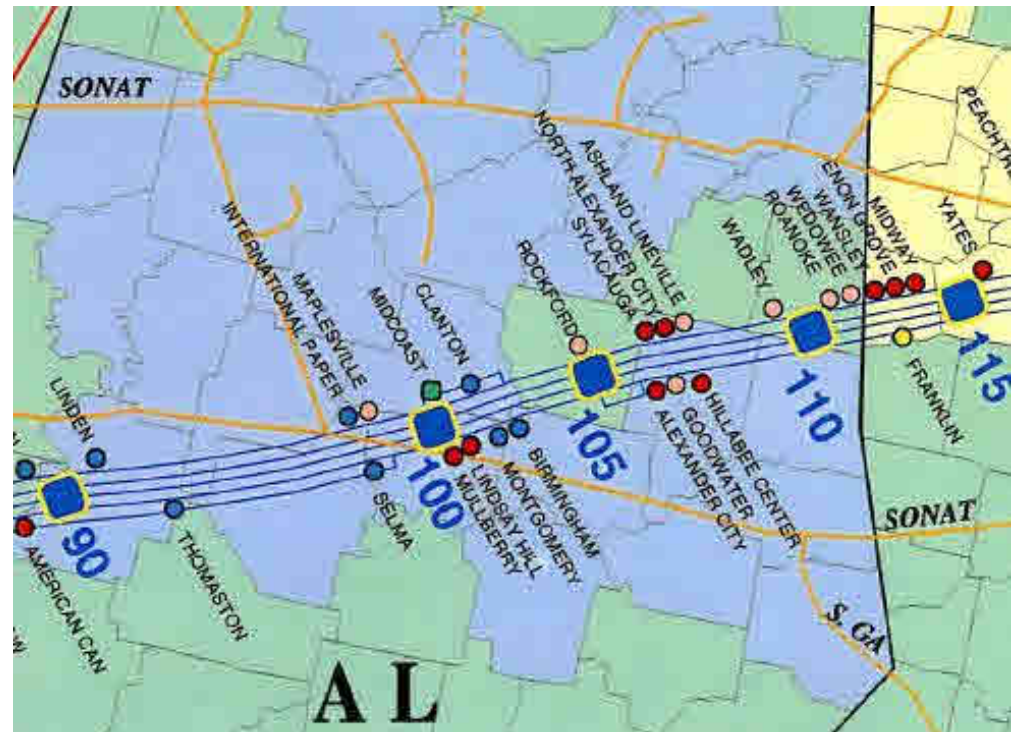 SONAT
PEACHTRE
INTERNATIONAL PAPER
MAPLESVILLE
MIDCOAST
CLANTON
ROCKFORD
SYLACAUGA
NORTH ALEXANDER CITY
ASHLAND LINEVILLE
WADLEY
ROANOKE
WEDOWEE
WANSLEY
ENON GROVE
MIDWAY
YATES
LINDEN
90
100
105
110
115
AMERICAN CAN
THOMASTON
SELMA
MULLBERRY
LINDSAY HILL
MONTGOMERY
BIRMINGHAM
ALEXANDER CITY
GOODWATER
HILLABEE CENTER
FRANKLIN
SONAT
S. GA
AL